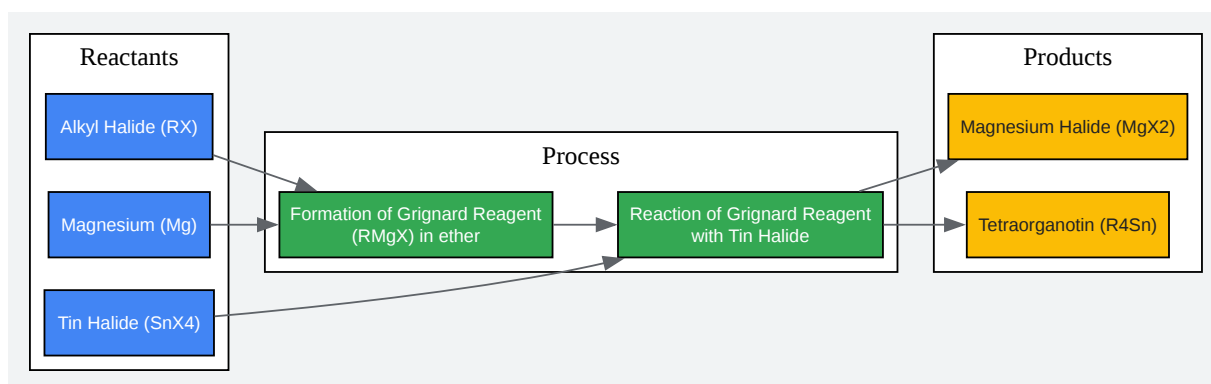 Reactants
Alkyl Halide (RX)
Magnesium (Mg)
Tin Halide (SnX4)
Process
Formation of Grignard Reagent
(RMgX) in ether
Reaction of Grignard Reagent
with Tin Halide
Products
Magnesium Halide (MgX2)
Tetraorganotin (R4Sn)